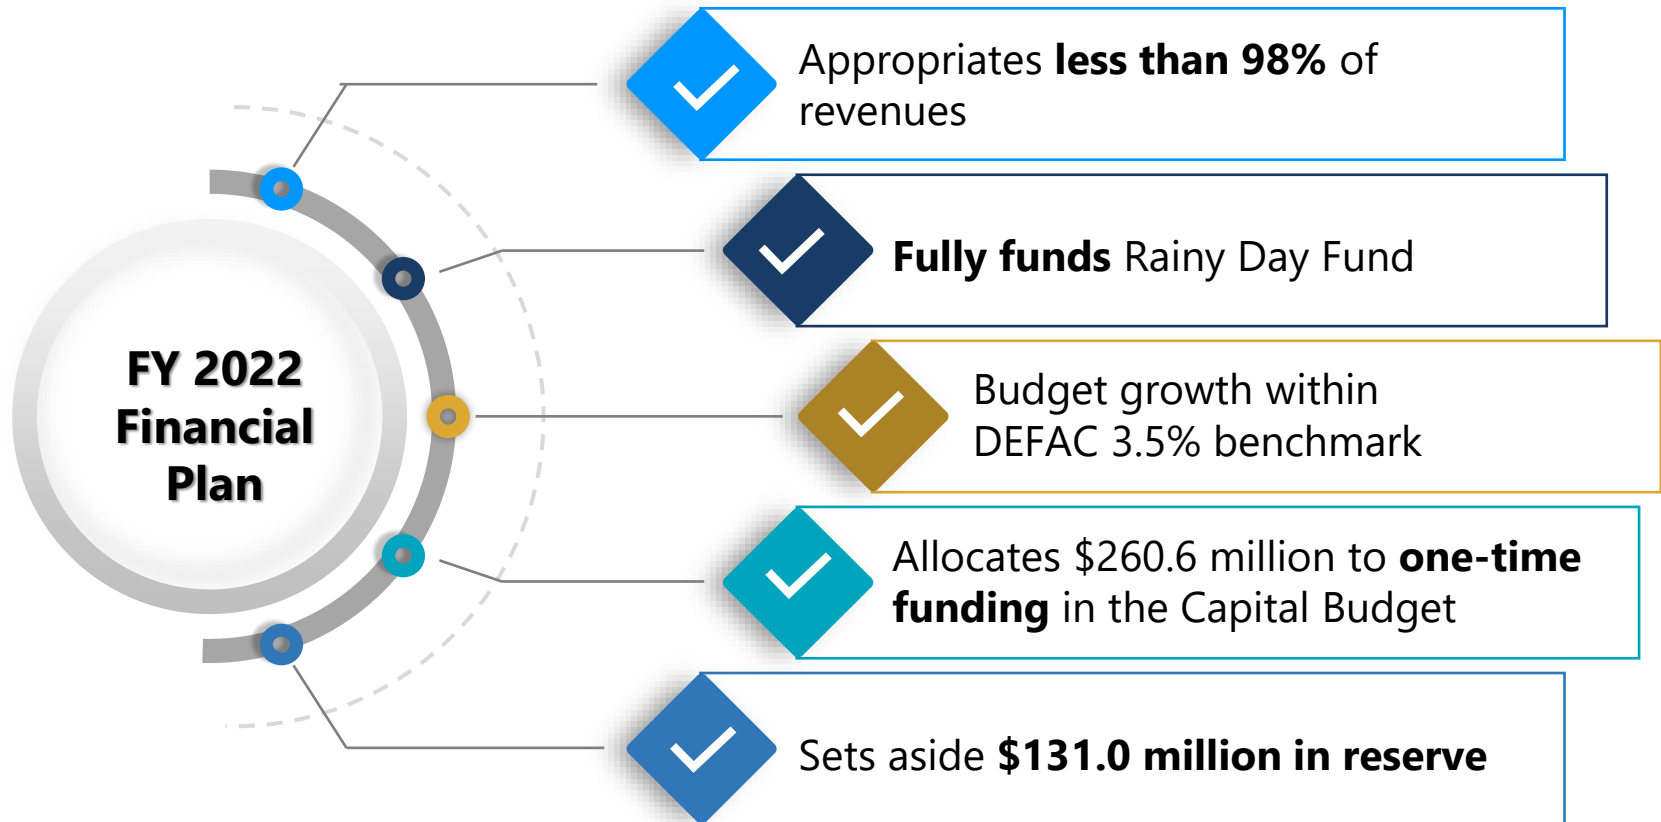 FY 2022
Financial
Plan
Appropriates less than 98% of
revenues
Fully funds Rainy Day Fund
Budget growth within
DEFAC 3.5% benchmark
Allocates $260.6 million to one-time
funding in the Capital Budget
Sets aside $131.0 million in reserve